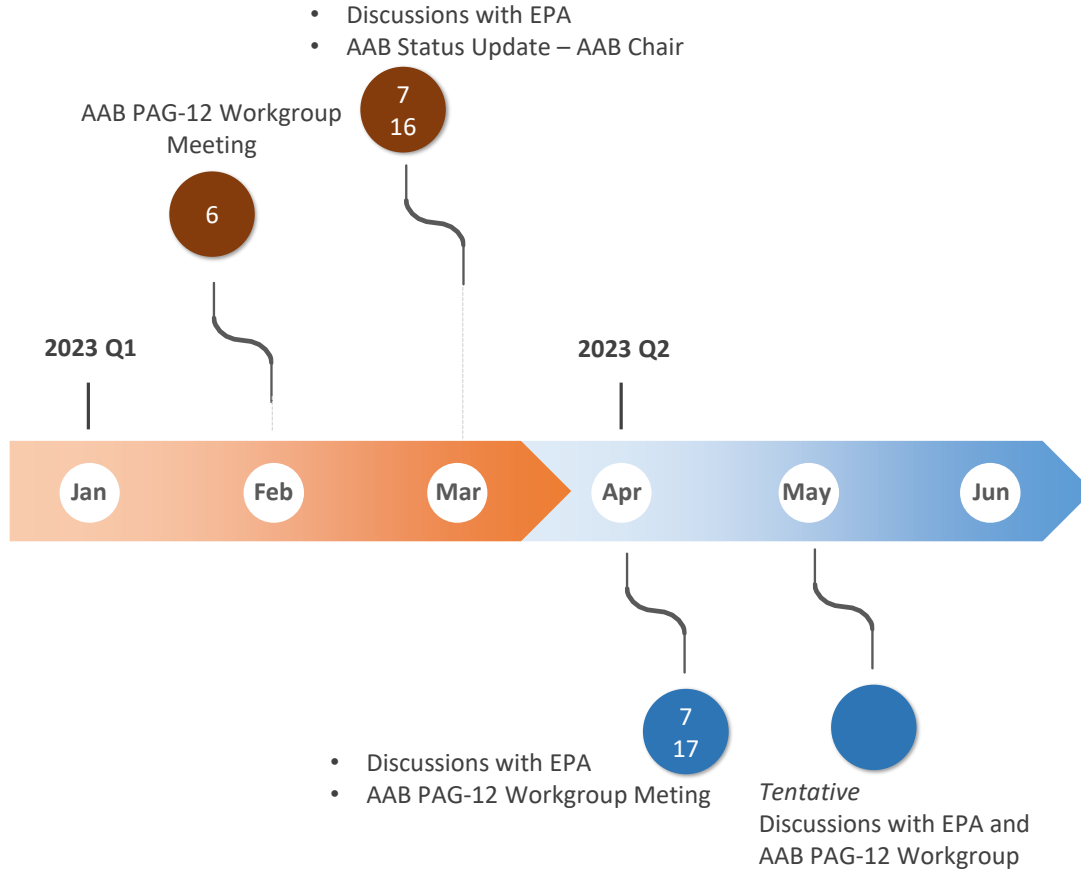 • Discussions with EPA
• AAB Status Update – AAB Chair
7
16
AAB PAG-12 Workgroup
Meeting
6
2023 Q1
2023 Q2
Jan
Feb
Mar
Apr
May
Jun
7
17
• Discussions with EPA
• AAB PAG-12 Workgroup Meting
Tentative
Discussions with EPA and
AAB PAG-12 Workgroup